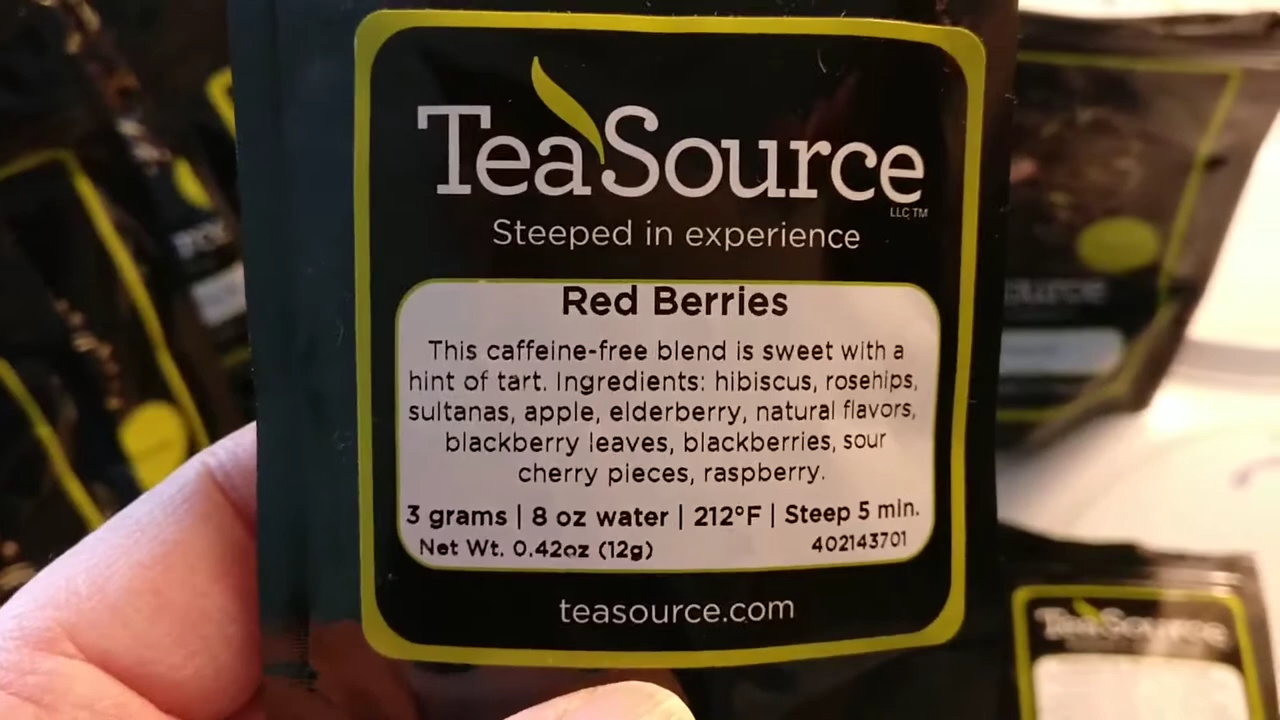 TeaSource
LLC TM
Steeped in experience
Red Berries
This caffeine-free blend is sweet with a
hint of tart. Ingredients: hibiscus, rosehips,
sultanas, apple, elderberry, natural flavors,
blackberry leaves, blackberries, sour
cherry pieces, raspberry.
3 grams | 8 oz water | 212°F | Steep 5 min.
Net Wt. 0.42oz (12g) 402143701
teasource.com
TeaSource